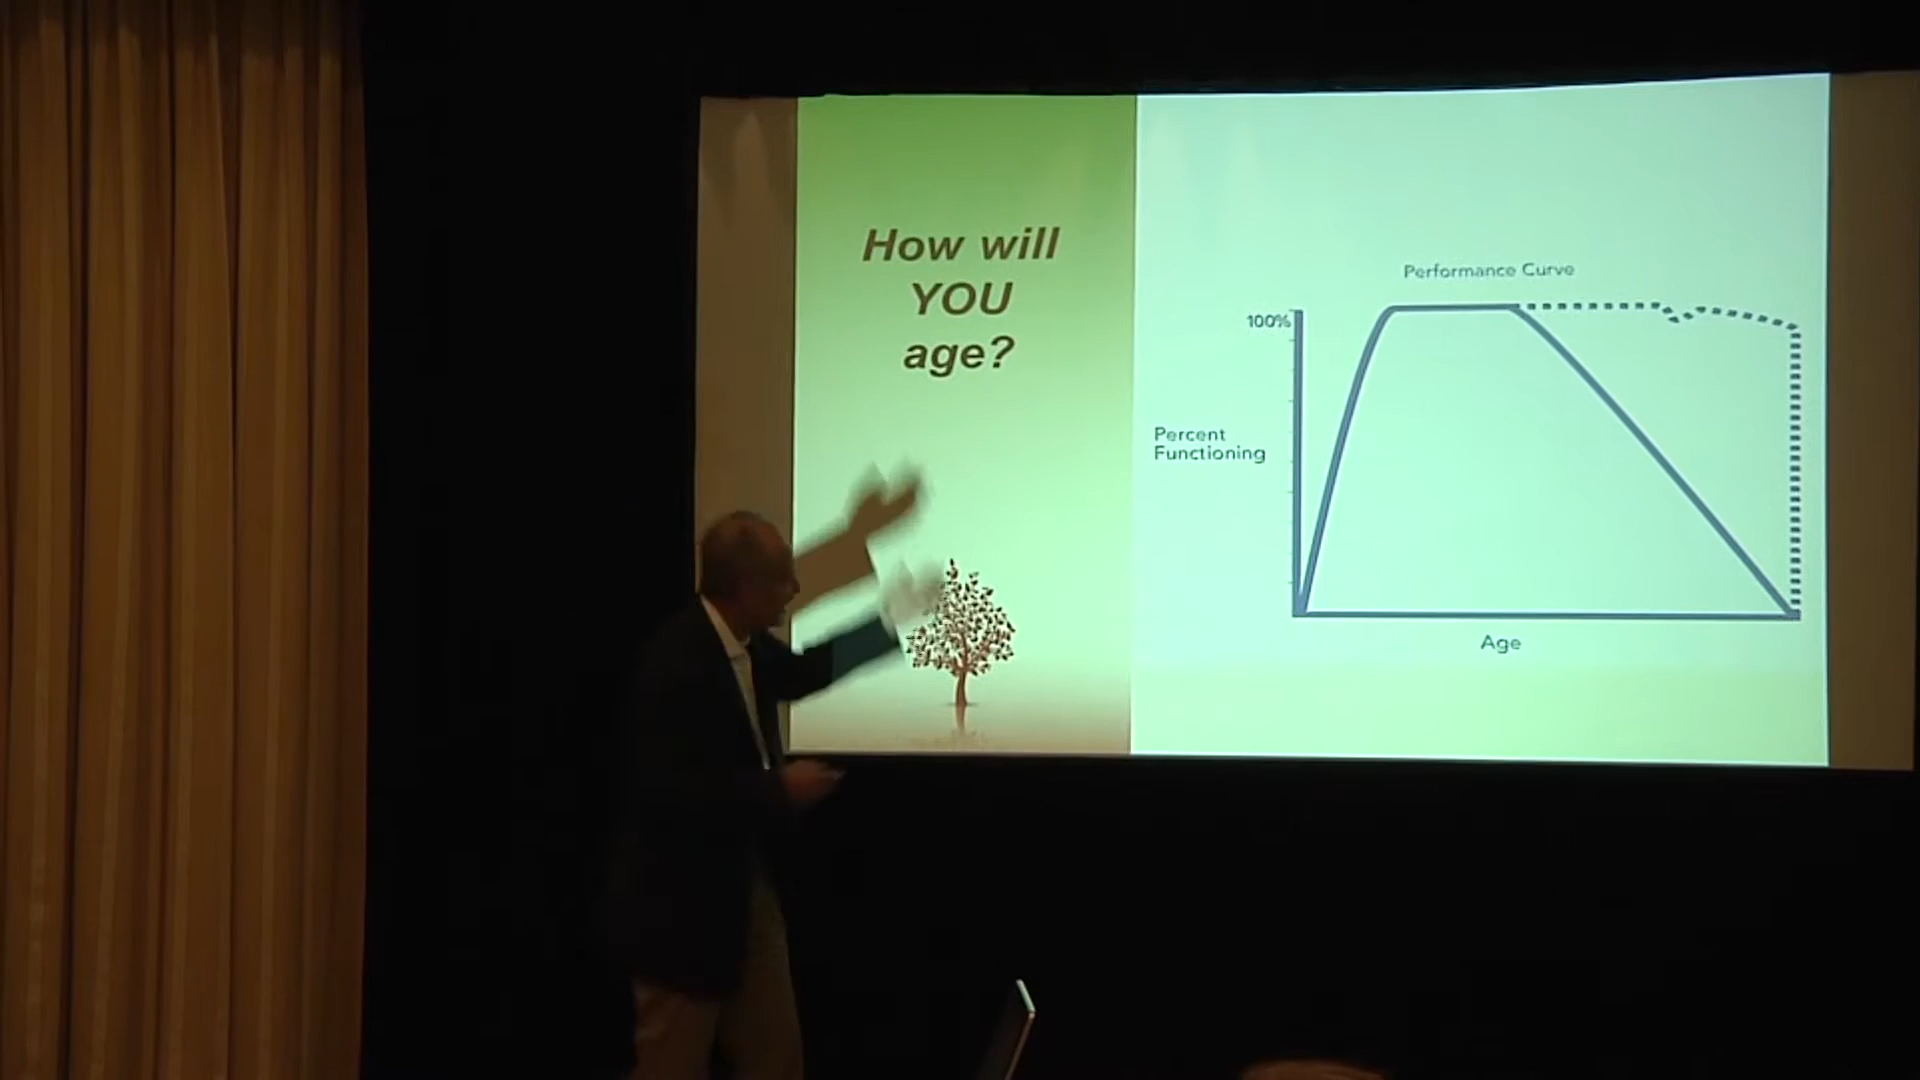 How will
YOU
age?
Performance Curve
100%
Percent
Functioning
Age